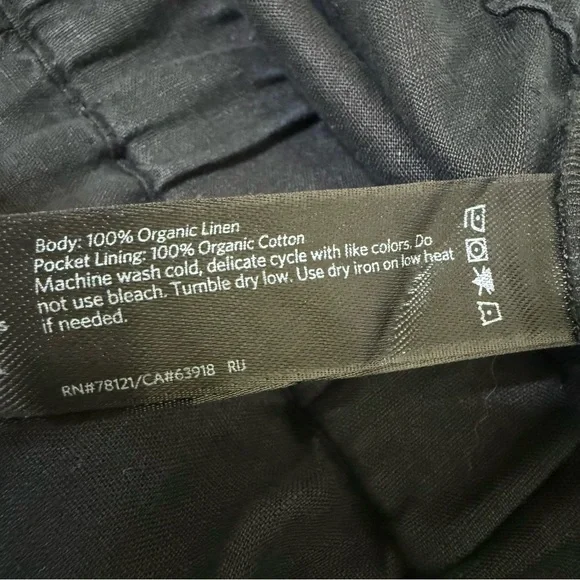 Body: 100% Organic Linen
Pocket Lining: 100% Organic Cotton
Machine wash cold, delicate cycle with like colors. Do
not use bleach. Tumble dry low. Use dry iron on low heat
if needed.
s
RN#78121/CA#63918 RIJ